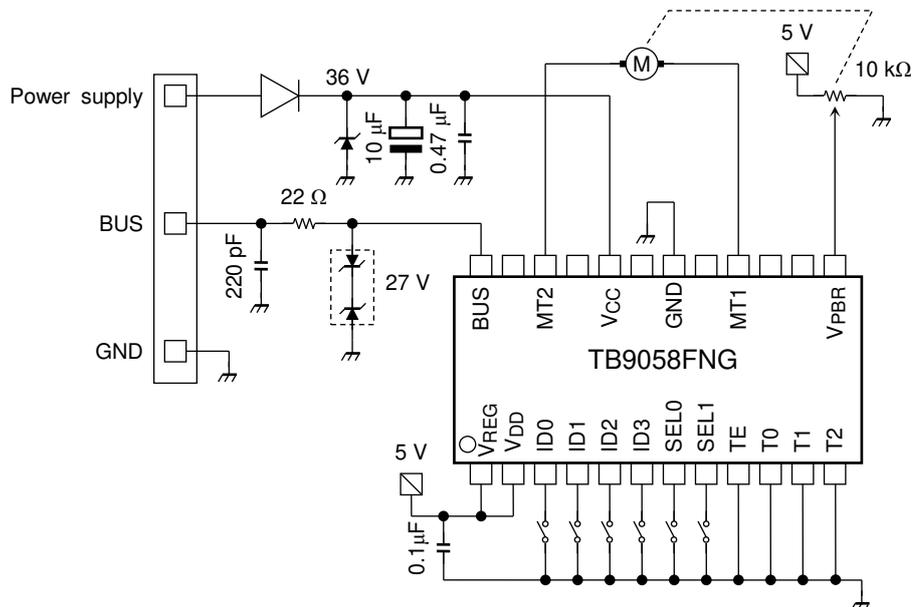 5 V
M
10 kΩ
Power supply
36 V
10 µF
0.47 µF
22 Ω
BUS
220 pF
27 V
GND
BUS
MT2
VCC
GND
MT1
VPBR
TB9058FNG
VREG
VDD
ID0
ID1
ID2
ID3
SEL0
SEL1
TE
T0
T1
T2
5 V
0.1µF